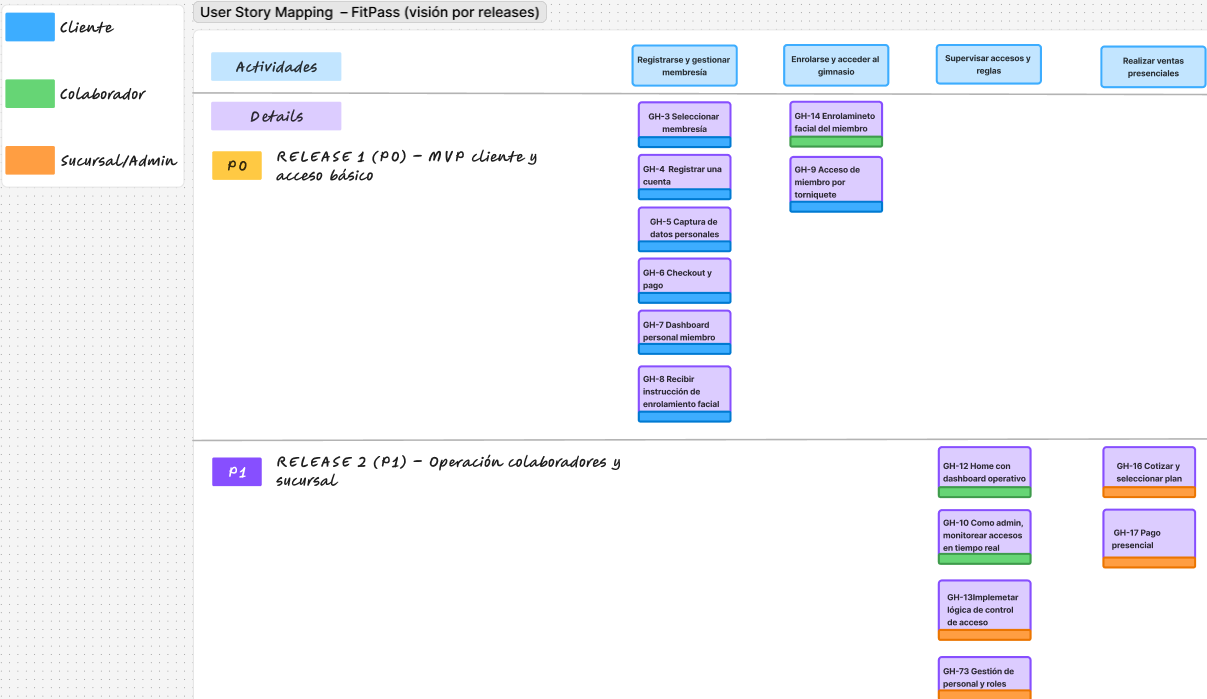 User Story Mapping – FitPass (visión por releases)
Cliente
Colaborador
Sucursal/Admin
Actividades
Registrarse y gestionar
membresía
Enrolarse y acceder al
gimnasio
Supervisar accesos y
reglas
Realizar ventas
presenciales
Details
P0
RELEASE 1 (P0) – MVP cliente y
acceso básico
GH-3 Seleccionar
membresía
GH-4 Registrar una
cuenta
GH-5 Captura de
datos personales
GH-6 Checkout y
pago
GH-7 Dashboard
personal miembro
GH-8 Recibir
instrucción de
enrolamiento facial
GH-14 Enrolamineto
facial del miembro
GH-9 Acceso de
miembro por
torniquete
P1
RELEASE 2 (P1) – Operación colaboradores y
sucursal
GH-12 Home con
dashboard operativo
GH-10 Como admin,
monitorear accesos
en tiempo real
GH-13Implemetar
lógica de control
de acceso
GH-73 Gestión de
personal y roles
GH-16 Cotizar y
seleccionar plan
GH-17 Pago
presencial